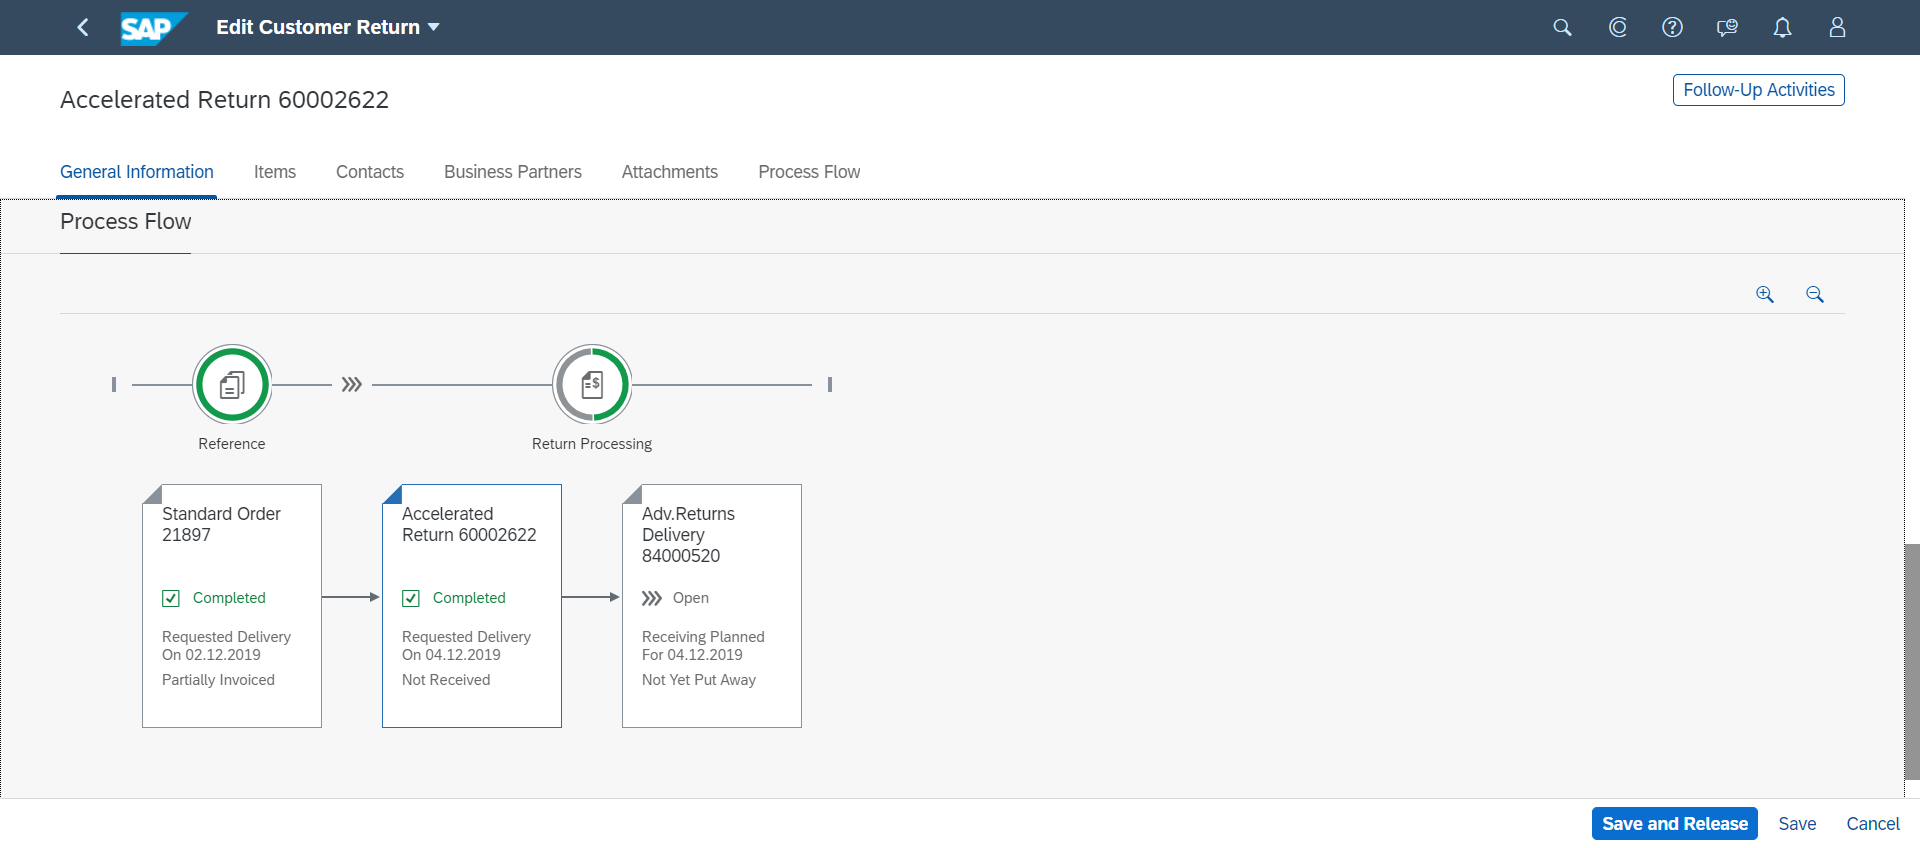 SAP Edit Customer Return
Accelerated Return 60002622
Follow-Up Activities
General Information Items Contacts Business Partners Attachments Process Flow
Process Flow
Reference
Return Processing
Standard Order
21897
Completed
Requested Delivery
On 02.12.2019
Partially Invoiced
Accelerated
Return 60002622
Completed
Requested Delivery
On 04.12.2019
Not Received
Adv.Returns
Delivery
84000520
Open
Receiving Planned
For 04.12.2019
Not Yet Put Away
Save and Release Save Cancel